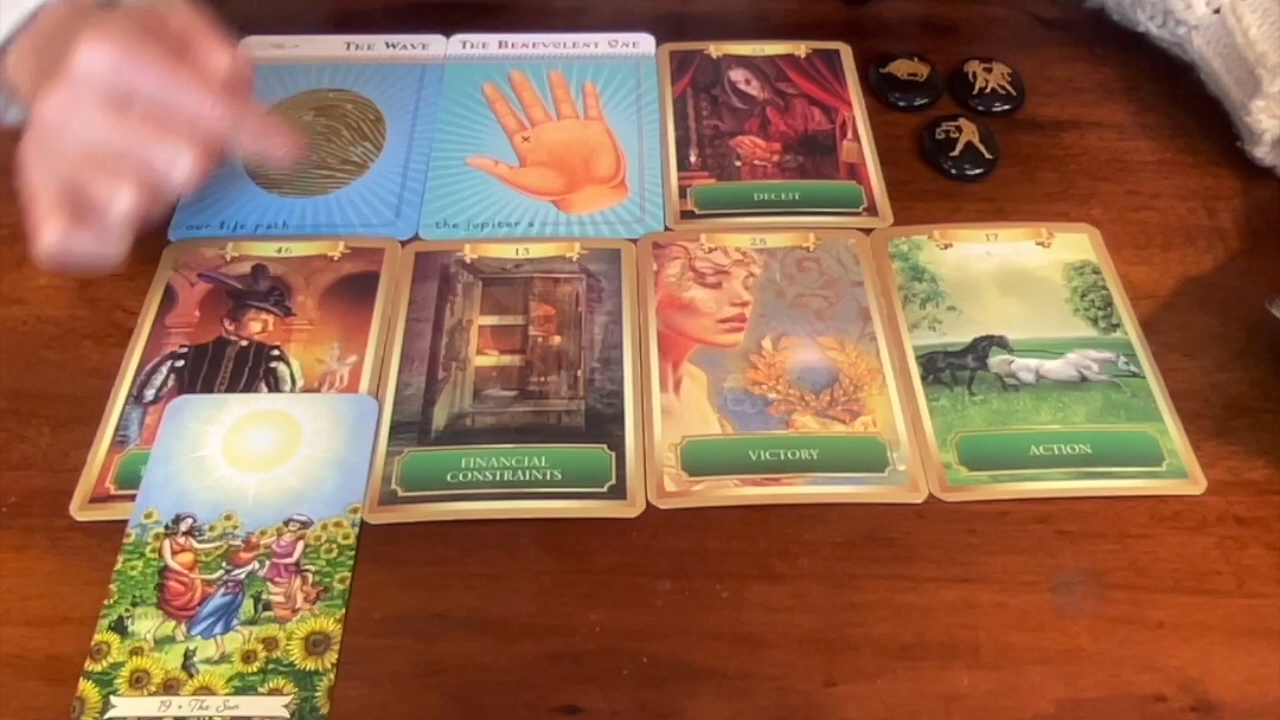 THE WAVE
THE BENEVOLENT ONE
our life path
the jupiter x
DECEIT
46
13
FINANCIAL
CONSTRAINTS
28
VICTORY
17
ACTION
19 • The Sun